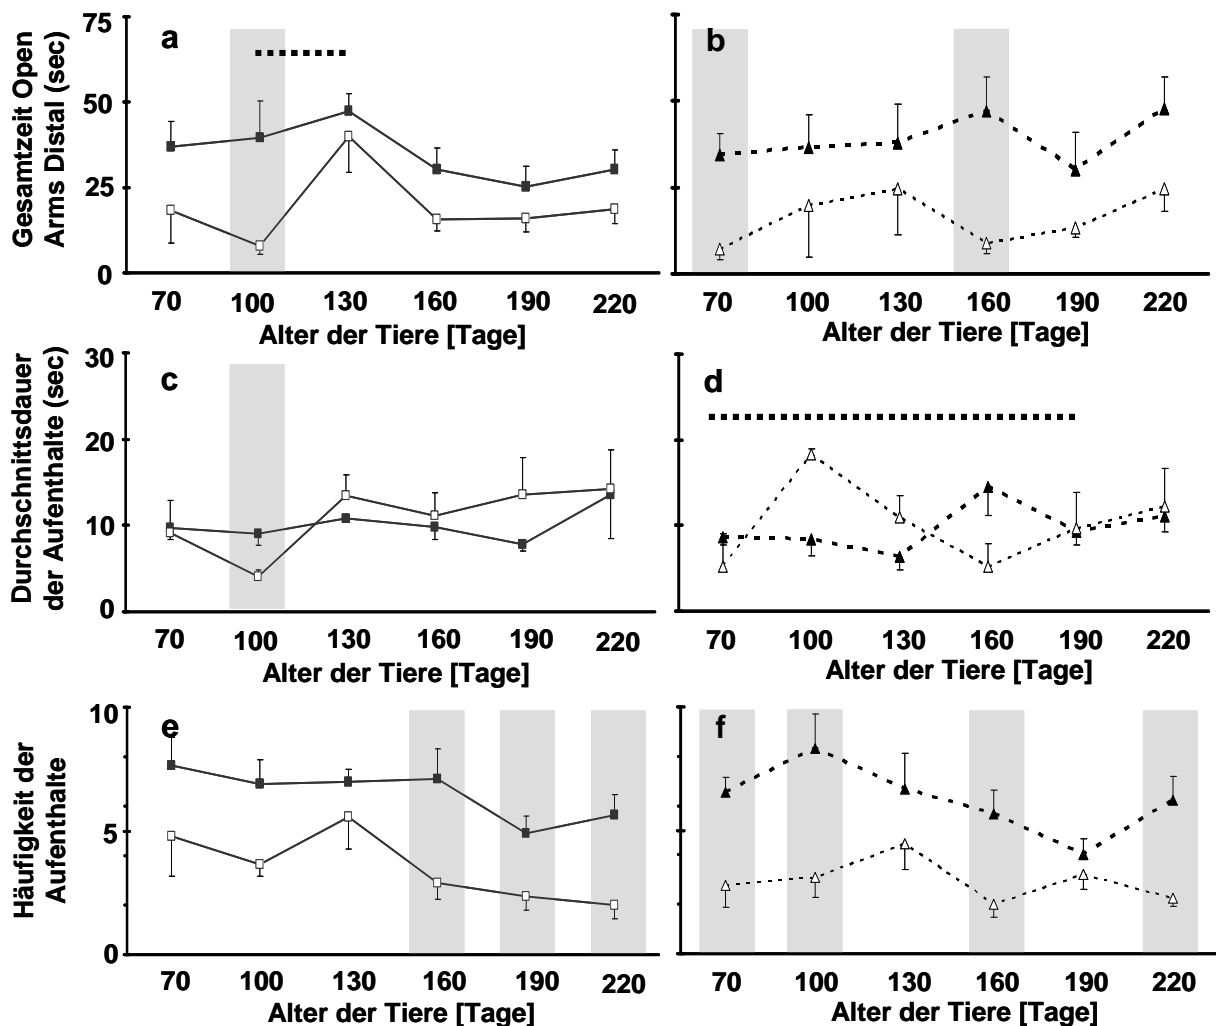 Gesamtzeit Open
Arms Distal (sec)
75
50
25
0
a
70 100 130 160 190 220
Alter der Tiere [Tage]
b
70 100 130 160 190 220
Alter der Tiere [Tage]
Durchschnittsdauer
der Aufenthalte (sec)
30
20
10
0
c
70 100 130 160 190 220
Alter der Tiere [Tage]
d
70 100 130 160 190 220
Alter der Tiere [Tage]
Häufigkeit der
Aufenthalte
10
5
0
e
70 100 130 160 190 220
Alter der Tiere [Tage]
f
70 100 130 160 190 220
Alter der Tiere [Tage]